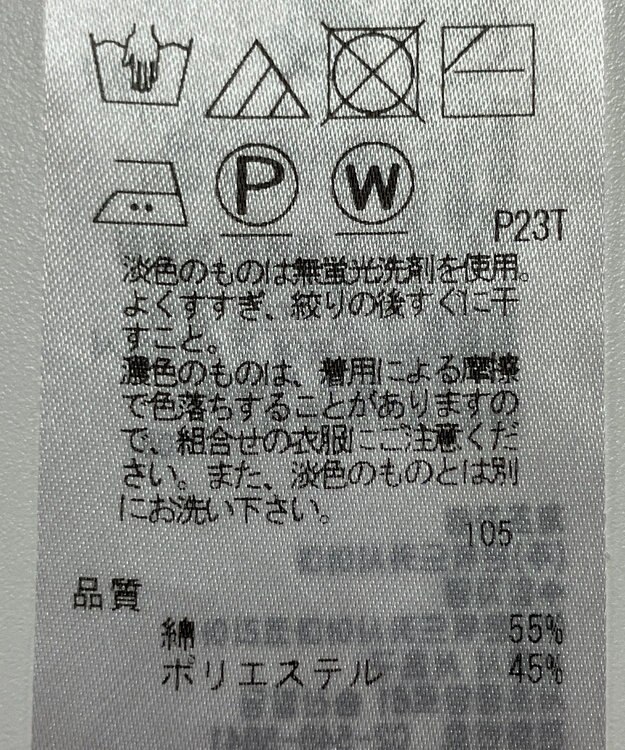 P W
P23T
淡色のものは無蛍光洗剤を使用。
よくすすぎ、絞りの後すぐに干
すこと。
濃色のものは、着用による摩擦
で色落ちすることがありますの
で、組合せの衣服にご注意くだ
さい。また、淡色のものとは別
にお洗い下さい。
105
品質
綿 55%
ポリエステル 45%